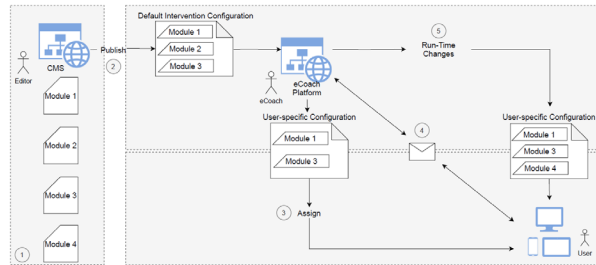 CMS
Editor
Module 1
Module 2
Module 3
Module 4
1
Publish
2
Default Intervention Configuration
Module 1
Module 2
Module 3
eCoach
Platform
eCoach
5
Run-Time
Changes
User-specific Configuration
Module 1
Module 3
3
Assign
4
User-specific Configuration
Module 1
Module 3
Module 4
User